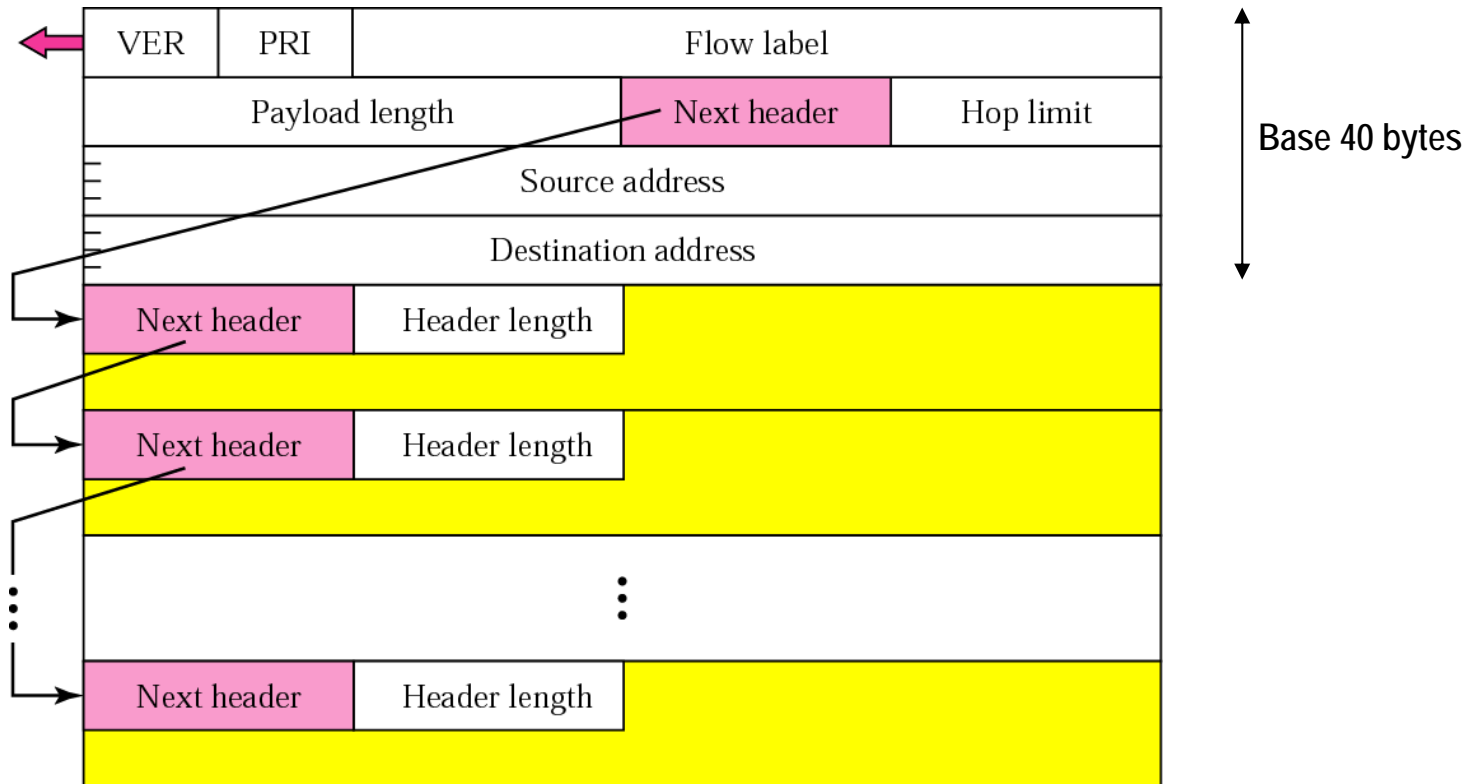 VER PRI Flow label
Payload length Next header Hop limit
Base 40 bytes
Source address
Destination address
Next header Header length
Next header Header length
Next header Header length